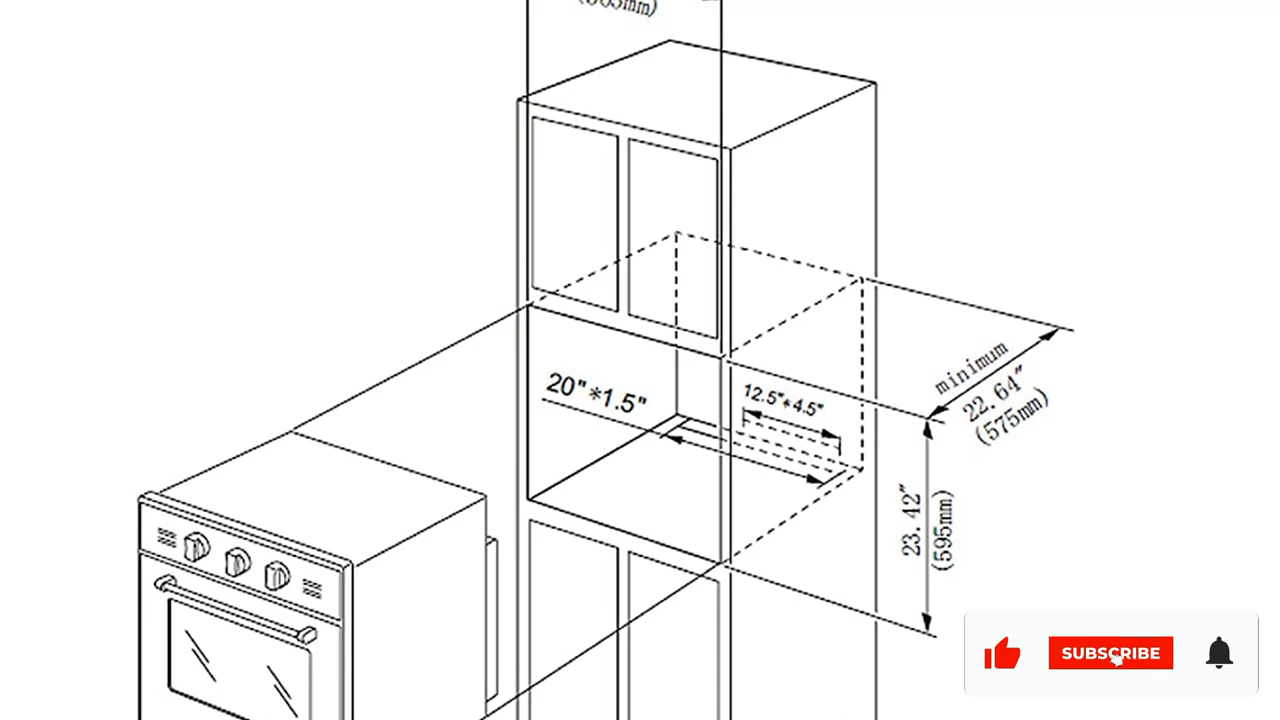 20"*1.5"
12.5"*4.5"
minimum
22.64"
(575mm)
23.42"
(595mm)
SUBSCRIBE